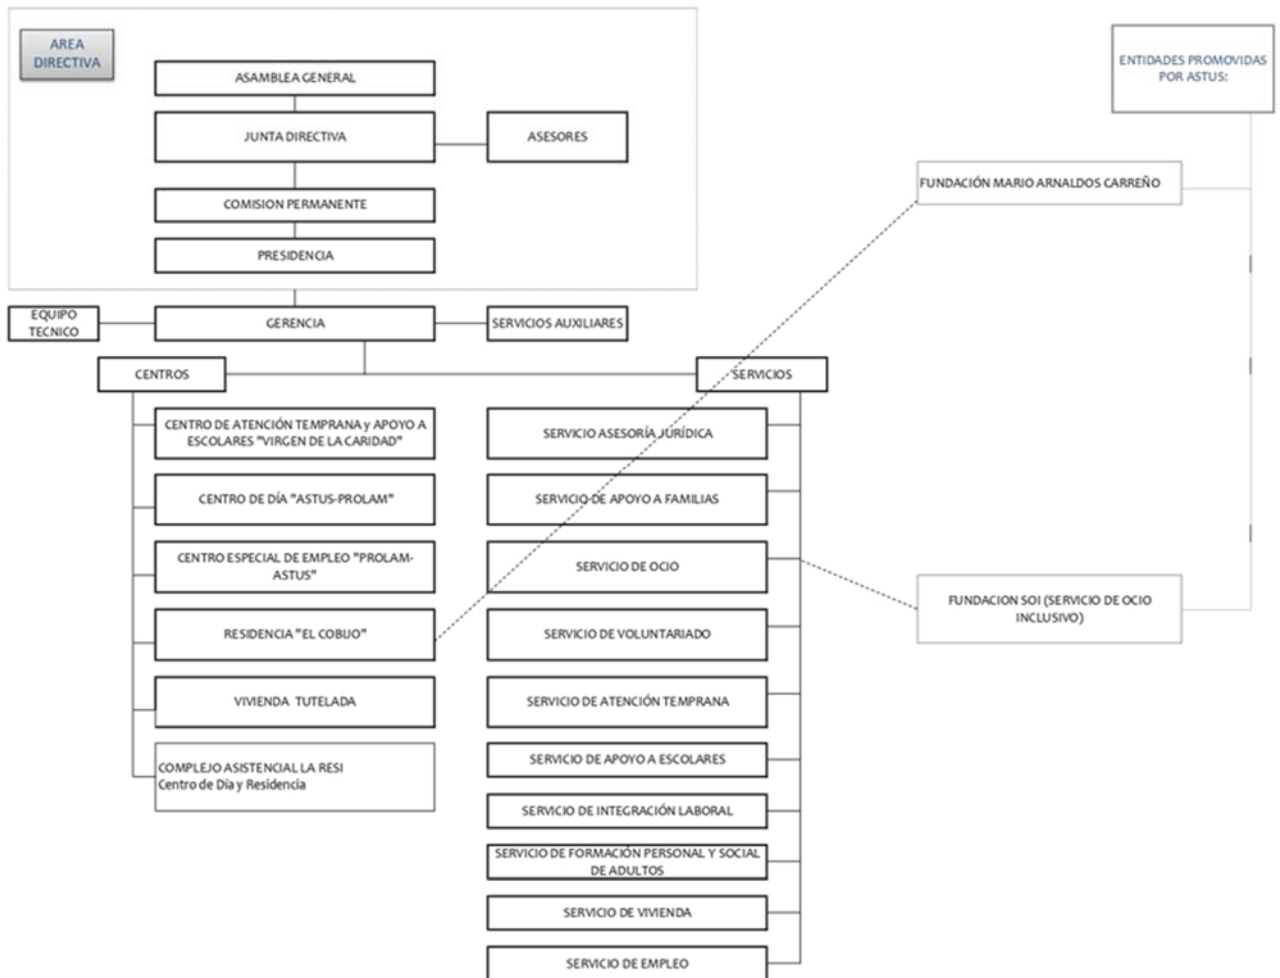 AREA
DIRECTIVA
ASAMBLEA GENERAL
JUNTA DIRECTIVA
ASESORES
COMISION PERMANENTE
PRESIDENCIA
EQUIPO
TECNICO
GERENCIA
SERVICIOS AUXILIARES
CENTROS
SERVICIOS
CENTRO DE ATENCIÓN TEMPRANA y APOYO A
ESCOLARES "VIRGEN DE LA CARIDAD"
CENTRO DE DÍA "ASTUS-PROLAM"
CENTRO ESPECIAL DE EMPLEO "PROLAM-
ASTUS"
RESIDENCIA "EL COBIJO"
VIVIENDA TUTELADA
COMPLEJO ASISTENCIAL LA RESI
Centro de Día y Residencia
SERVICIO ASESORÍA JURÍDICA
SERVICIO DE APOYO A FAMILIAS
SERVICIO DE OCIO
SERVICIO DE VOLUNTARIADO
SERVICIO DE ATENCIÓN TEMPRANA
SERVICIO DE APOYO A ESCOLARES
SERVICIO DE INTEGRACIÓN LABORAL
SERVICIO DE FORMACIÓN PERSONAL Y SOCIAL
DE ADULTOS
SERVICIO DE VIVIENDA
SERVICIO DE EMPLEO
ENTIDADES PROMOVIDAS
POR ASTUS:
FUNDACIÓN MARIO ARNALDOS CARREÑO
FUNDACION SOI (SERVICIO DE OCIO
INCLUSIVO)